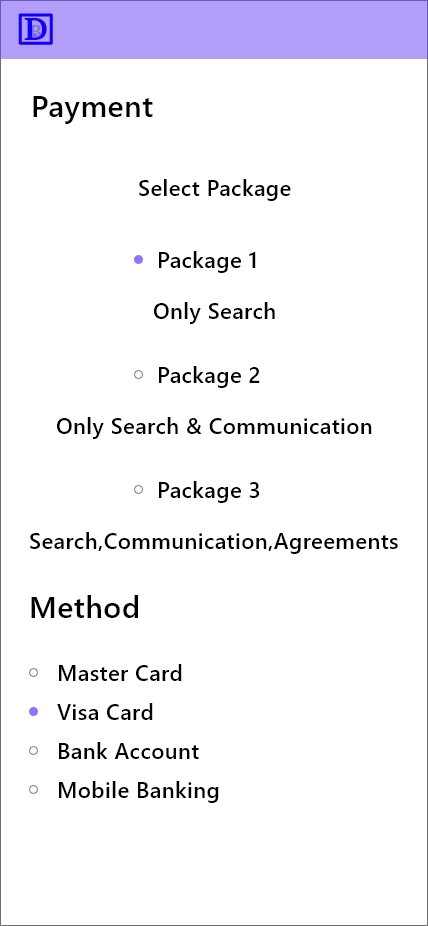 D
Payment
Select Package
Package 1
Only Search
Package 2
Only Search & Communication
Package 3
Search,Communication,Agreements
Method
Master Card
Visa Card
Bank Account
Mobile Banking